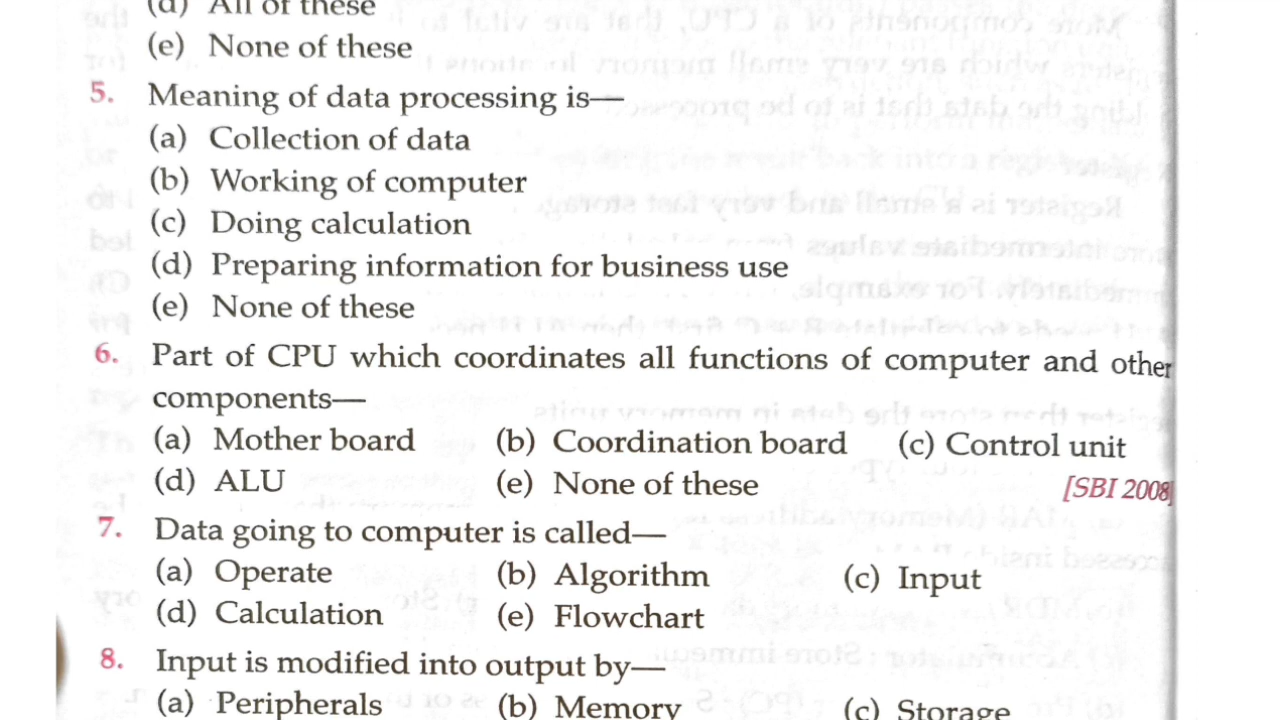 (d) All of these
(e) None of these
5. Meaning of data processing is—
(a) Collection of data
(b) Working of computer
(c) Doing calculation
(d) Preparing information for business use
(e) None of these
6. Part of CPU which coordinates all functions of computer and other
components—
(a) Mother board (b) Coordination board (c) Control unit
(d) ALU (e) None of these [SBI 2008]
7. Data going to computer is called—
(a) Operate (b) Algorithm (c) Input
(d) Calculation (e) Flowchart
8. Input is modified into output by—
(a) Peripherals (b) Memory (c) Storage